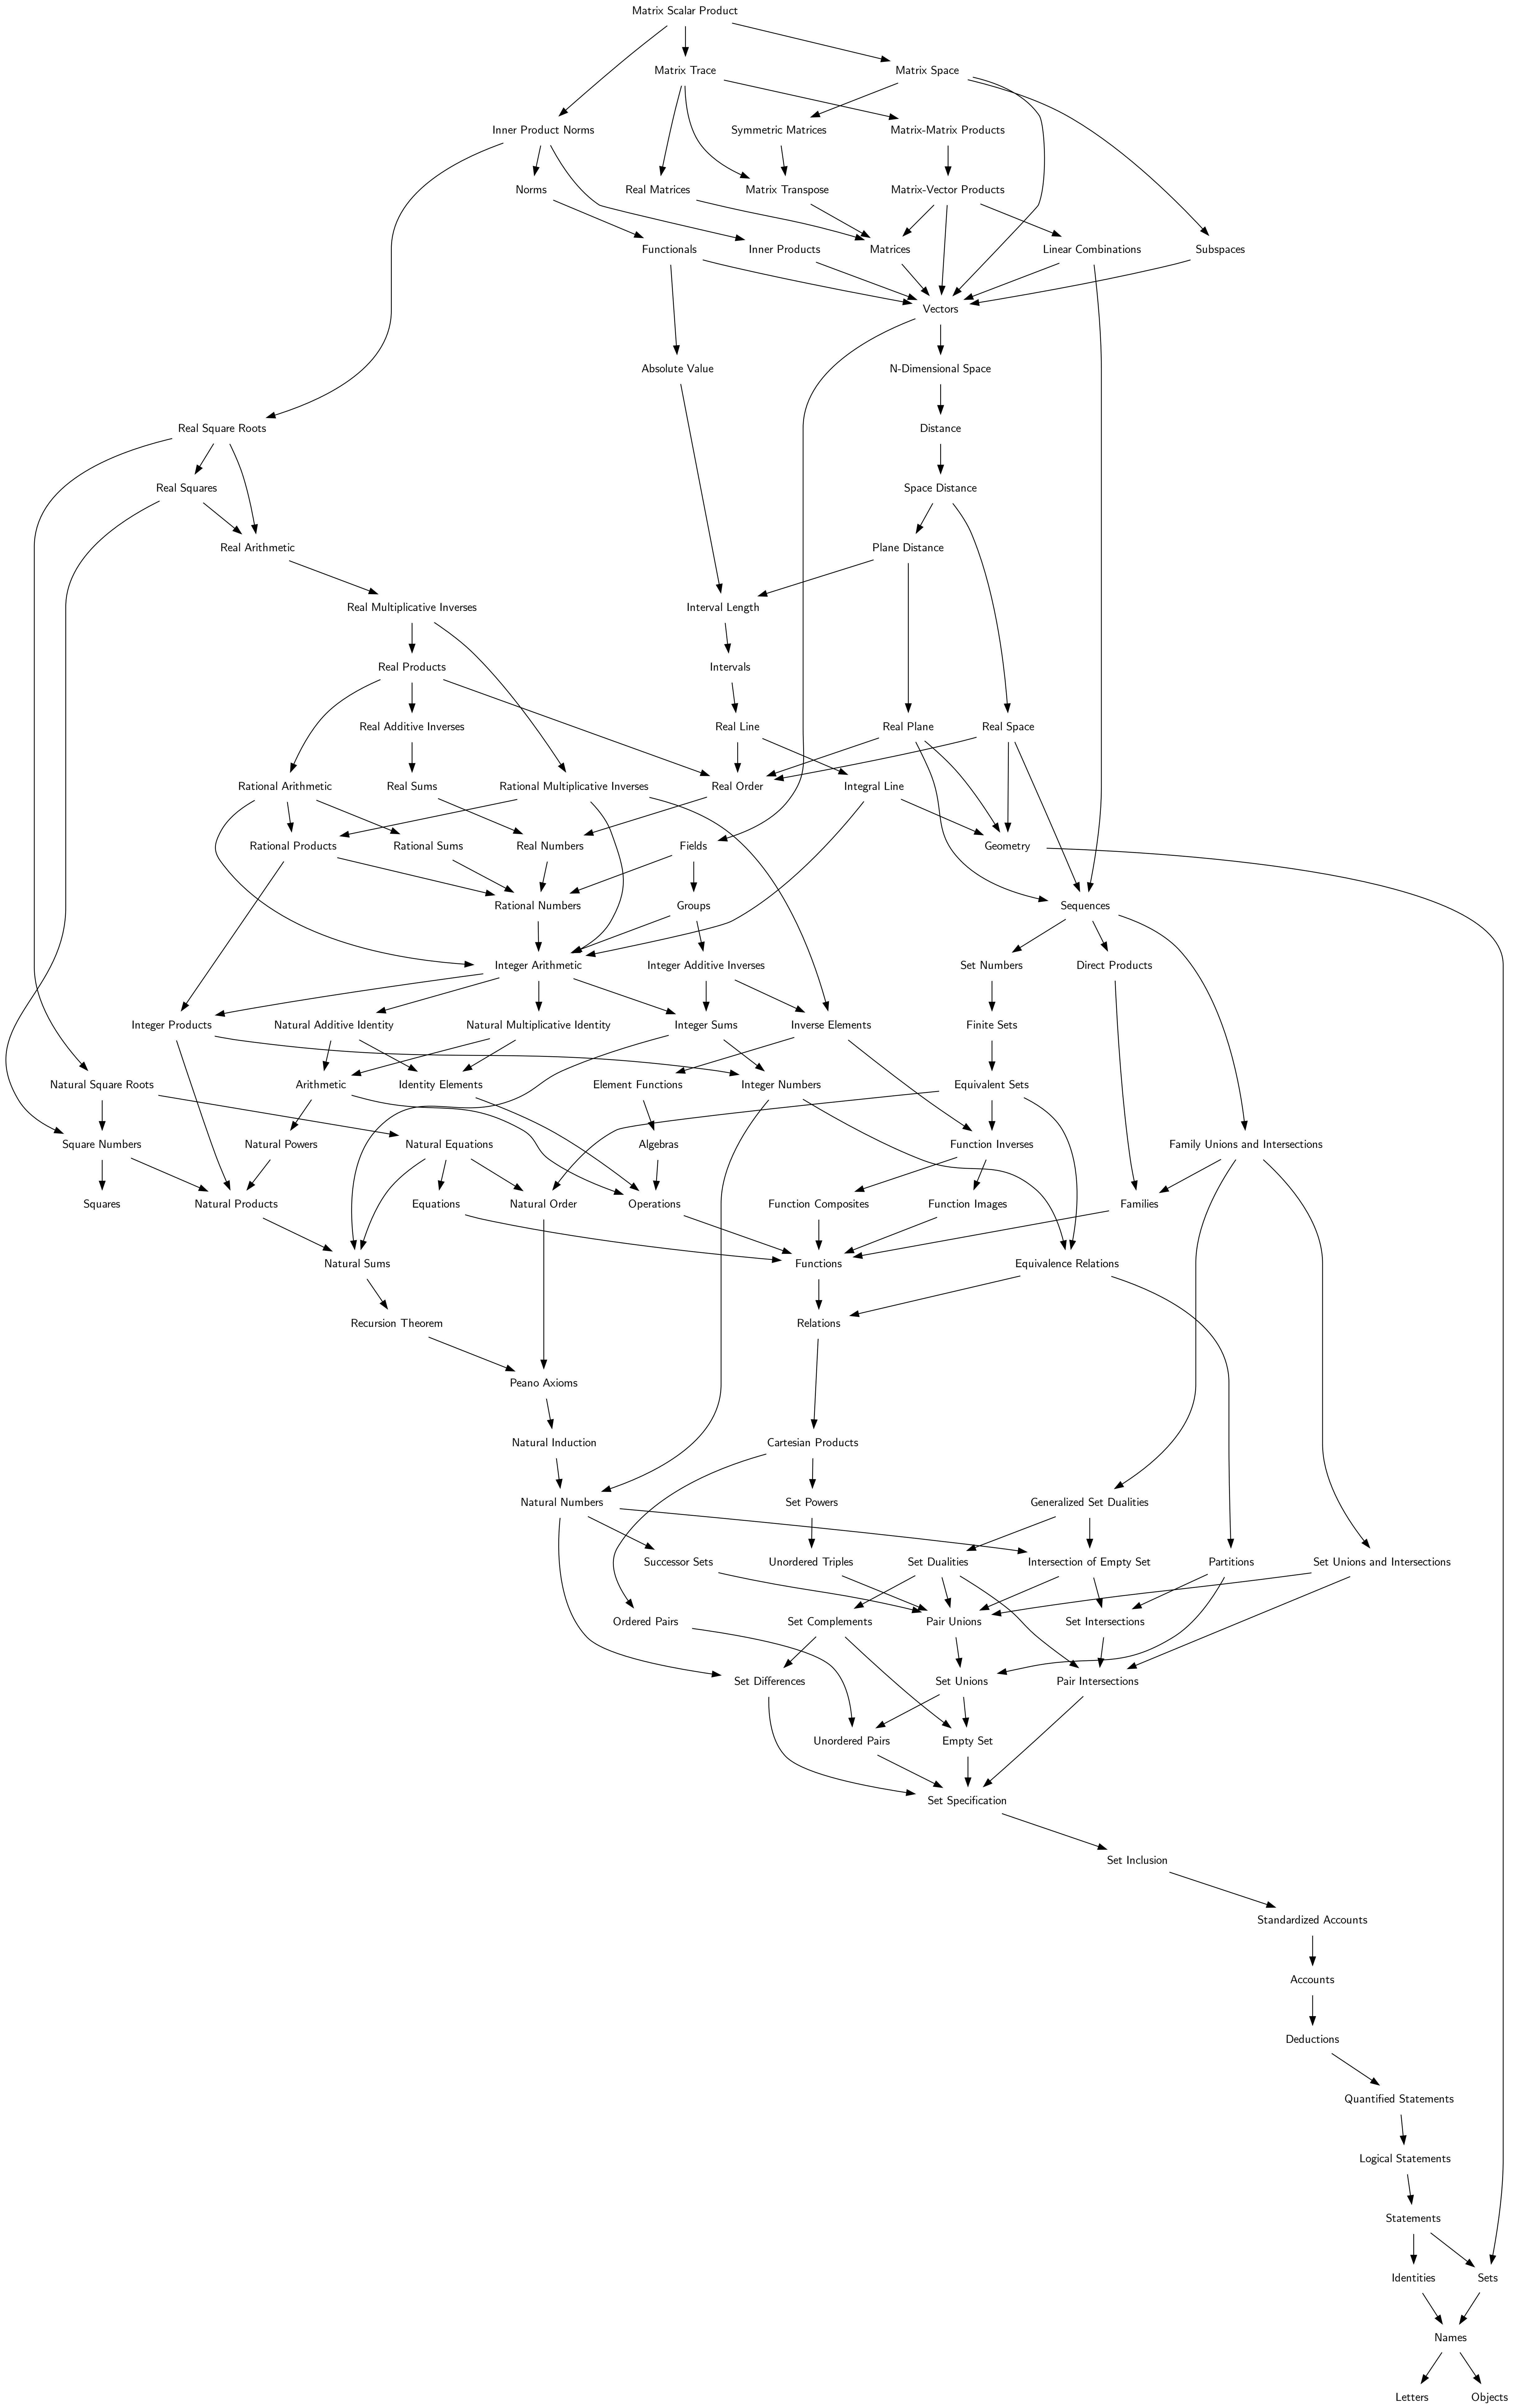 Matrix Scalar Product
Matrix Trace
Matrix Space
Inner Product Norms
Symmetric Matrices
Matrix-Matrix Products
Norms
Real Matrices
Matrix Transpose
Matrix-Vector Products
Functionals
Inner Products
Matrices
Linear Combinations
Subspaces
Vectors
Absolute Value
N-Dimensional Space
Real Square Roots
Distance
Real Squares
Space Distance
Real Arithmetic
Plane Distance
Real Multiplicative Inverses
Interval Length
Real Products
Intervals
Real Additive Inverses
Real Line
Real Plane
Real Space
Rational Arithmetic
Real Sums
Rational Multiplicative Inverses
Real Order
Integral Line
Rational Products
Rational Sums
Real Numbers
Fields
Geometry
Rational Numbers
Groups
Sequences
Integer Arithmetic
Integer Additive Inverses
Set Numbers
Direct Products
Integer Products
Natural Additive Identity
Natural Multiplicative Identity
Integer Sums
Inverse Elements
Finite Sets
Natural Square Roots
Arithmetic
Identity Elements
Element Functions
Integer Numbers
Equivalent Sets
Square Numbers
Natural Powers
Natural Equations
Algebras
Function Inverses
Family Unions and Intersections
Squares
Natural Products
Equations
Natural Order
Operations
Function Composites
Function Images
Families
Natural Sums
Functions
Equivalence Relations
Recursion Theorem
Relations
Peano Axioms
Natural Induction
Cartesian Products
Natural Numbers
Set Powers
Generalized Set Dualities
Successor Sets
Unordered Triples
Set Dualities
Intersection of Empty Set
Partitions
Set Unions and Intersections
Ordered Pairs
Set Complements
Pair Unions
Set Intersections
Set Differences
Set Unions
Pair Intersections
Unordered Pairs
Empty Set
Set Specification
Set Inclusion
Standardized Accounts
Accounts
Deductions
Quantified Statements
Logical Statements
Statements
Identities
Sets
Names
Letters
Objects